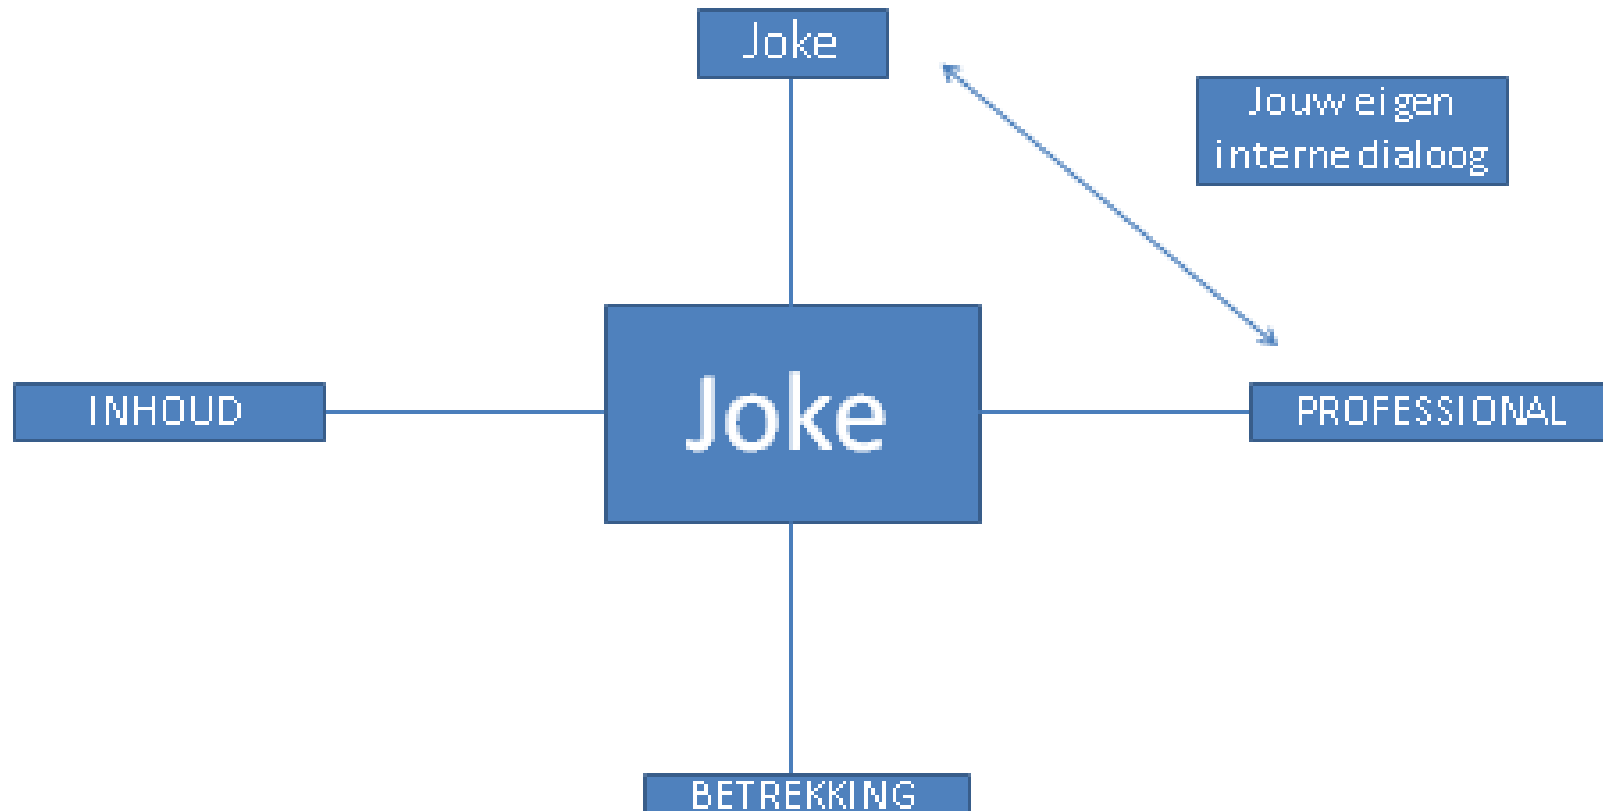 Joke
Jouw eigen
interne dialoog
Joke
INHOUD
PROFESSIONAL
BETREKKING